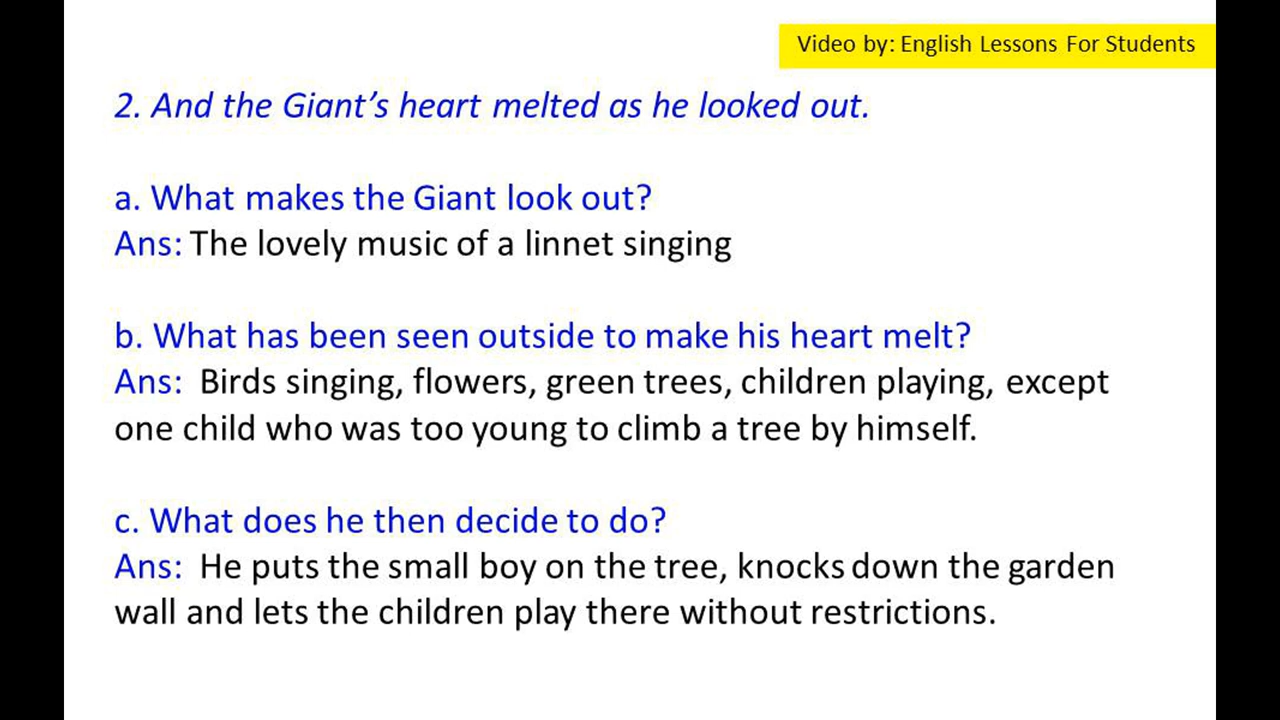 Video by: English Lessons For Students
2. And the Giant’s heart melted as he looked out.
a. What makes the Giant look out?
Ans: The lovely music of a linnet singing
b. What has been seen outside to make his heart melt?
Ans: Birds singing, flowers, green trees, children playing, except
one child who was too young to climb a tree by himself.
c. What does he then decide to do?
Ans: He puts the small boy on the tree, knocks down the garden
wall and lets the children play there without restrictions.